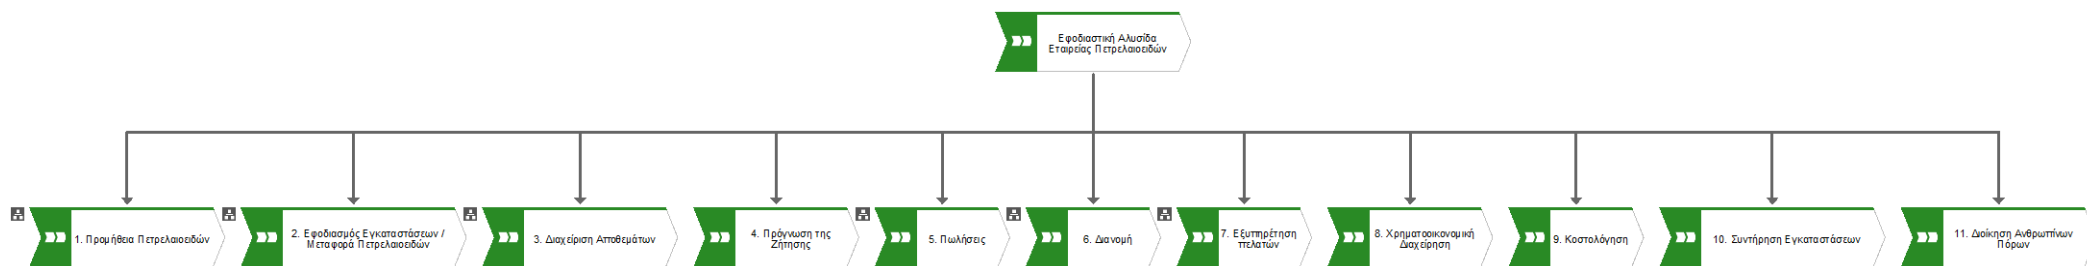 Εφοδιαστική Αλυσίδα
Εταιρείας Πετρελαιοειδών
1. Προμήθεια Πετρελαιοειδών
2. Εφοδιασμός Εγκαταστάσεων /
Μεταφορά Πετρελαιοειδών
3. Διαχείριση Αποθεμάτων
4. Πρόγνωση της
Ζήτησης
5. Πωλήσεις
6. Διανομή
7. Εξυπηρέτηση
πελατών
8. Χρηματοοικονομική
Διαχείρηση
9. Κοστολόγηση
10. Συντήρηση Εγκαταστάσεων
11. Διοίκηση Ανθρωπίνων
Πόρων